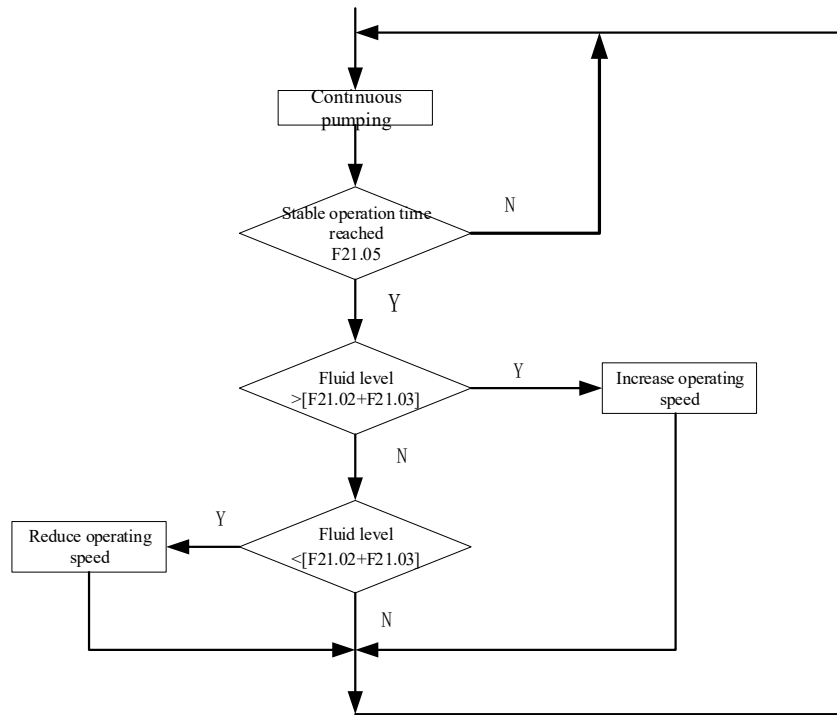 Continuous
pumping
Stable operation time
reached
F21.05
N
Y
Fluid level
>[F21.02+F21.03]
Y
Increase operating
speed
N
Reduce operating
speed
Y
Fluid level
<[F21.02+F21.03]
N